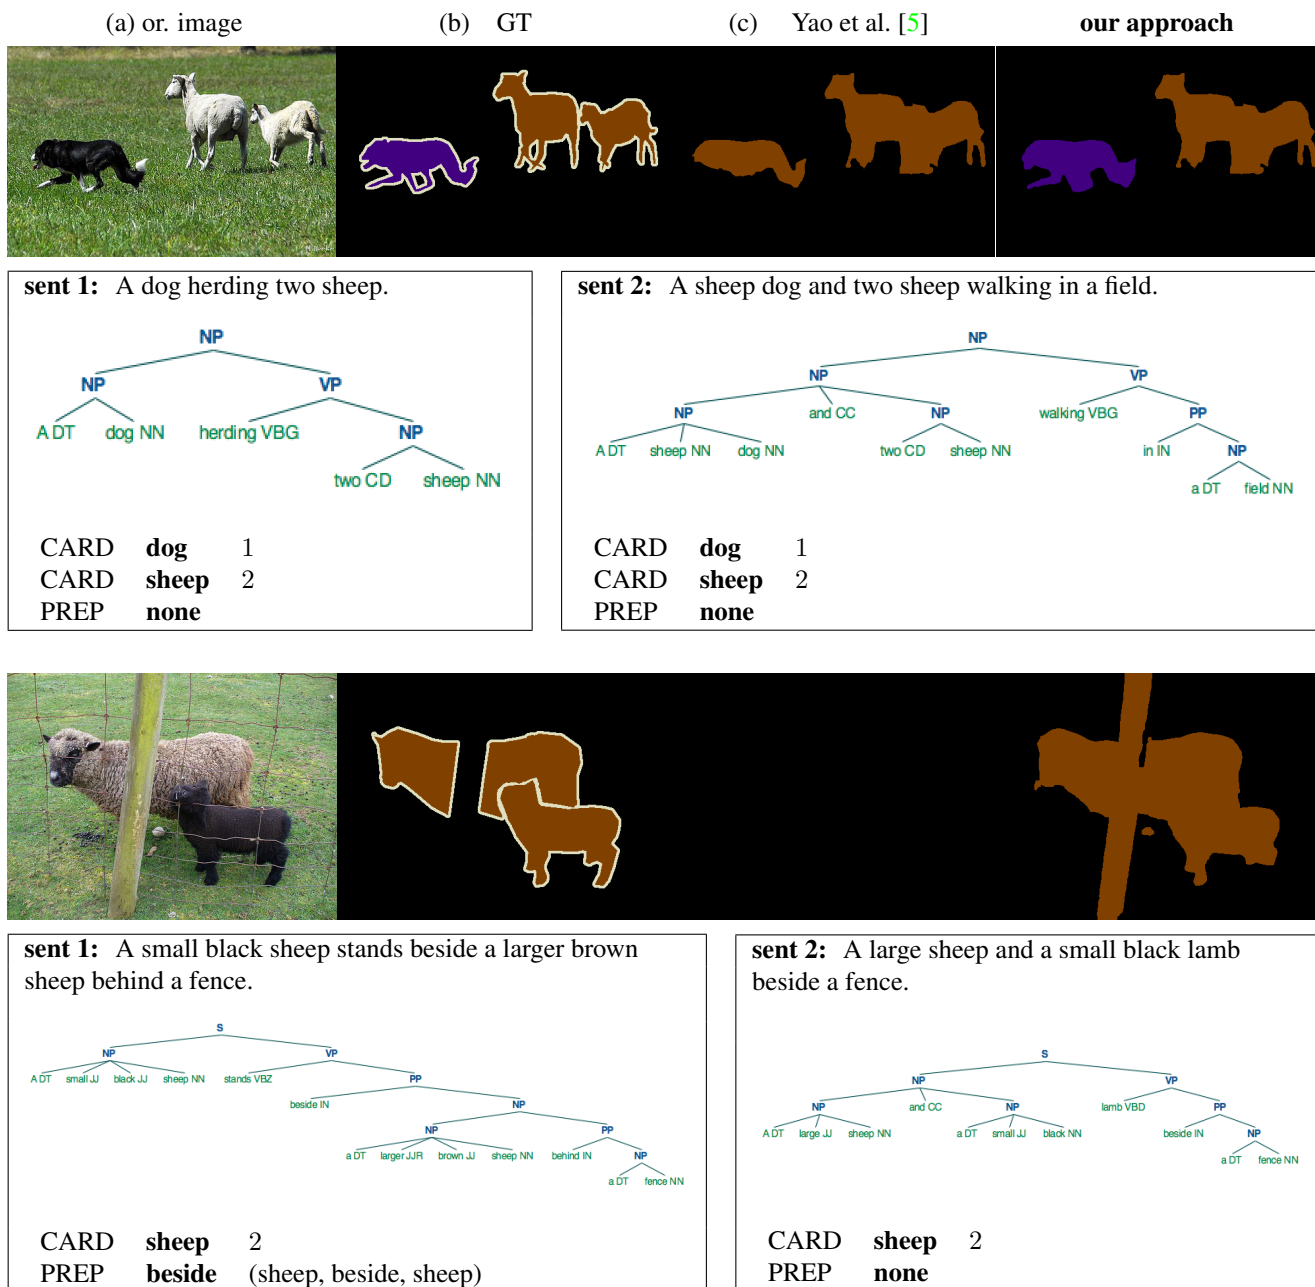 (a) or. image (b) GT (c) Yao et al. [5] our approach
sent 1: A dog herding two sheep.
NP
NP VP
A DT dog NN herding VBG NP
two CD sheep NN
CARD dog 1
CARD sheep 2
PREP none
sent 2: A sheep dog and two sheep walking in a field.
NP
NP VP
NP and CC NP walking VBG PP
A DT sheep NN dog NN two CD sheep NN in IN NP
a DT field NN
CARD dog 1
CARD sheep 2
PREP none
sent 1: A small black sheep stands beside a larger brown
sheep behind a fence.
S
NP VP
A DT small JJ black JJ sheep NN stands VBZ PP
beside IN NP
NP PP
a DT larger JJR brown JJ sheep NN behind IN NP
a DT fence NN
CARD sheep 2
PREP beside (sheep, beside, sheep)
sent 2: A large sheep and a small black lamb
beside a fence.
S
NP VP
NP and CC NP lamb VBD PP
A DT large JJ sheep NN a DT small JJ black NN beside IN NP
a DT fence NN
CARD sheep 2
PREP none